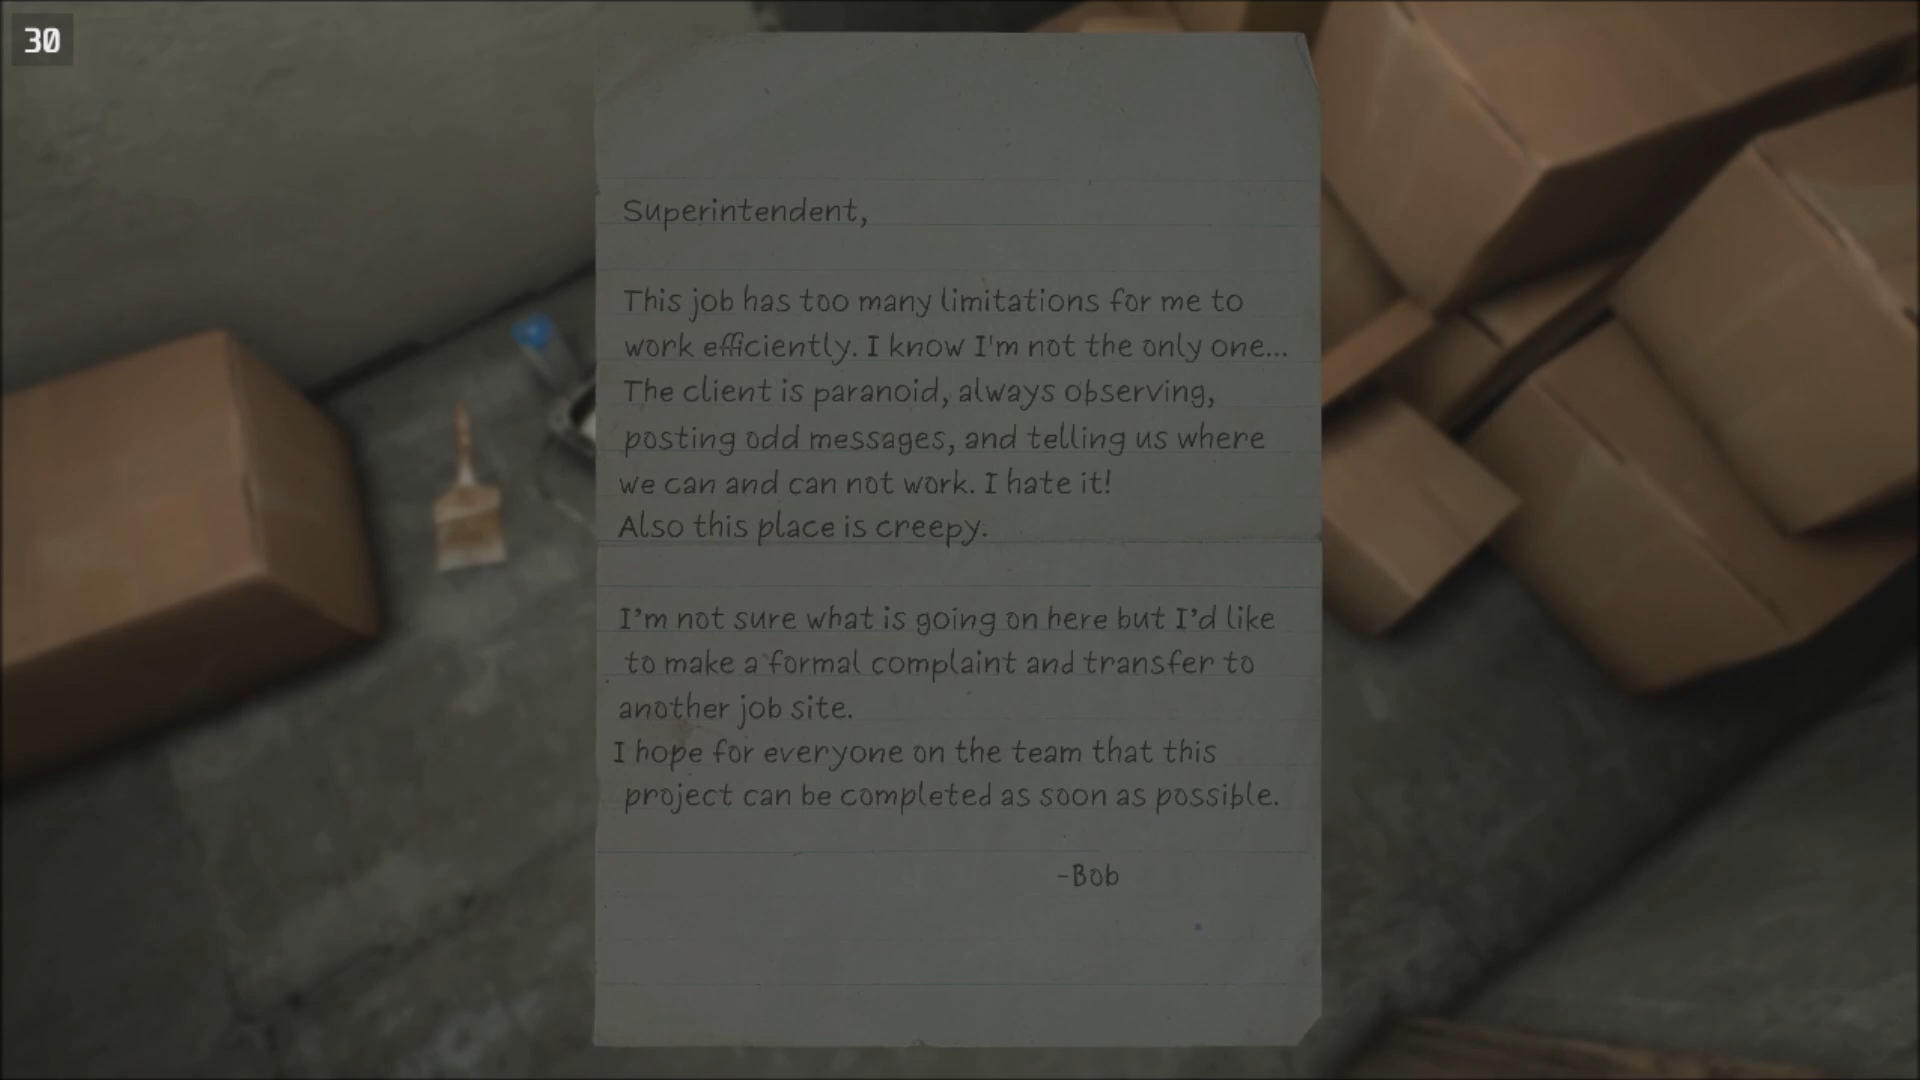 30
Superintendent,
This job has too many limitations for me to
work efficiently. I know I'm not the only one...
The client is paranoid, always observing,
posting odd messages, and telling us where
we can and can not work. I hate it!
Also this place is creepy.
I’m not sure what is going on here but I’d like
to make a formal complaint and transfer to
another job site.
I hope for everyone on the team that this
project can be completed as soon as possible.
-Bob